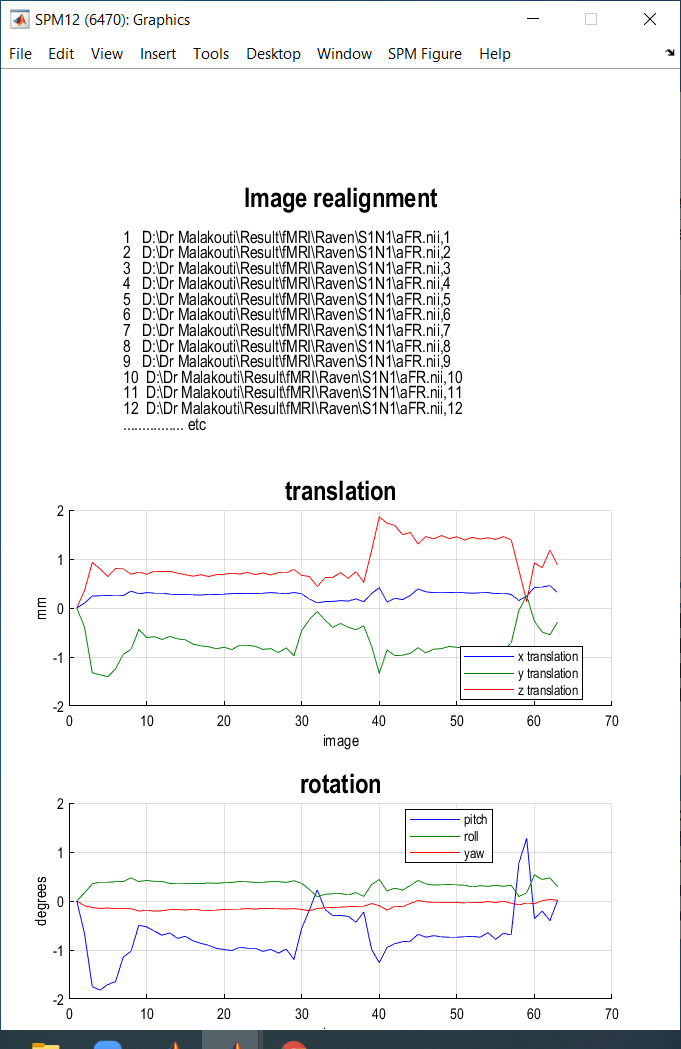 SPM12 (6470): Graphics
File Edit View Insert Tools Desktop Window SPM Figure Help
Image realignment
1 D:\Dr Malakouti\Result\fMRI\Raven\S1N1\aFR.nii,1
2 D:\Dr Malakouti\Result\fMRI\Raven\S1N1\aFR.nii,2
3 D:\Dr Malakouti\Result\fMRI\Raven\S1N1\aFR.nii,3
4 D:\Dr Malakouti\Result\fMRI\Raven\S1N1\aFR.nii,4
5 D:\Dr Malakouti\Result\fMRI\Raven\S1N1\aFR.nii,5
6 D:\Dr Malakouti\Result\fMRI\Raven\S1N1\aFR.nii,6
7 D:\Dr Malakouti\Result\fMRI\Raven\S1N1\aFR.nii,7
8 D:\Dr Malakouti\Result\fMRI\Raven\S1N1\aFR.nii,8
9 D:\Dr Malakouti\Result\fMRI\Raven\S1N1\aFR.nii,9
10 D:\Dr Malakouti\Result\fMRI\Raven\S1N1\aFR.nii,10
11 D:\Dr Malakouti\Result\fMRI\Raven\S1N1\aFR.nii,11
12 D:\Dr Malakouti\Result\fMRI\Raven\S1N1\aFR.nii,12
................ etc
translation
2
1
0
-1
-2
mm
x translation
y translation
z translation
0 10 20 30 40 50 60 70
image
rotation
2
1
0
-1
-2
degrees
pitch
roll
yaw
0 10 20 30 40 50 60 70